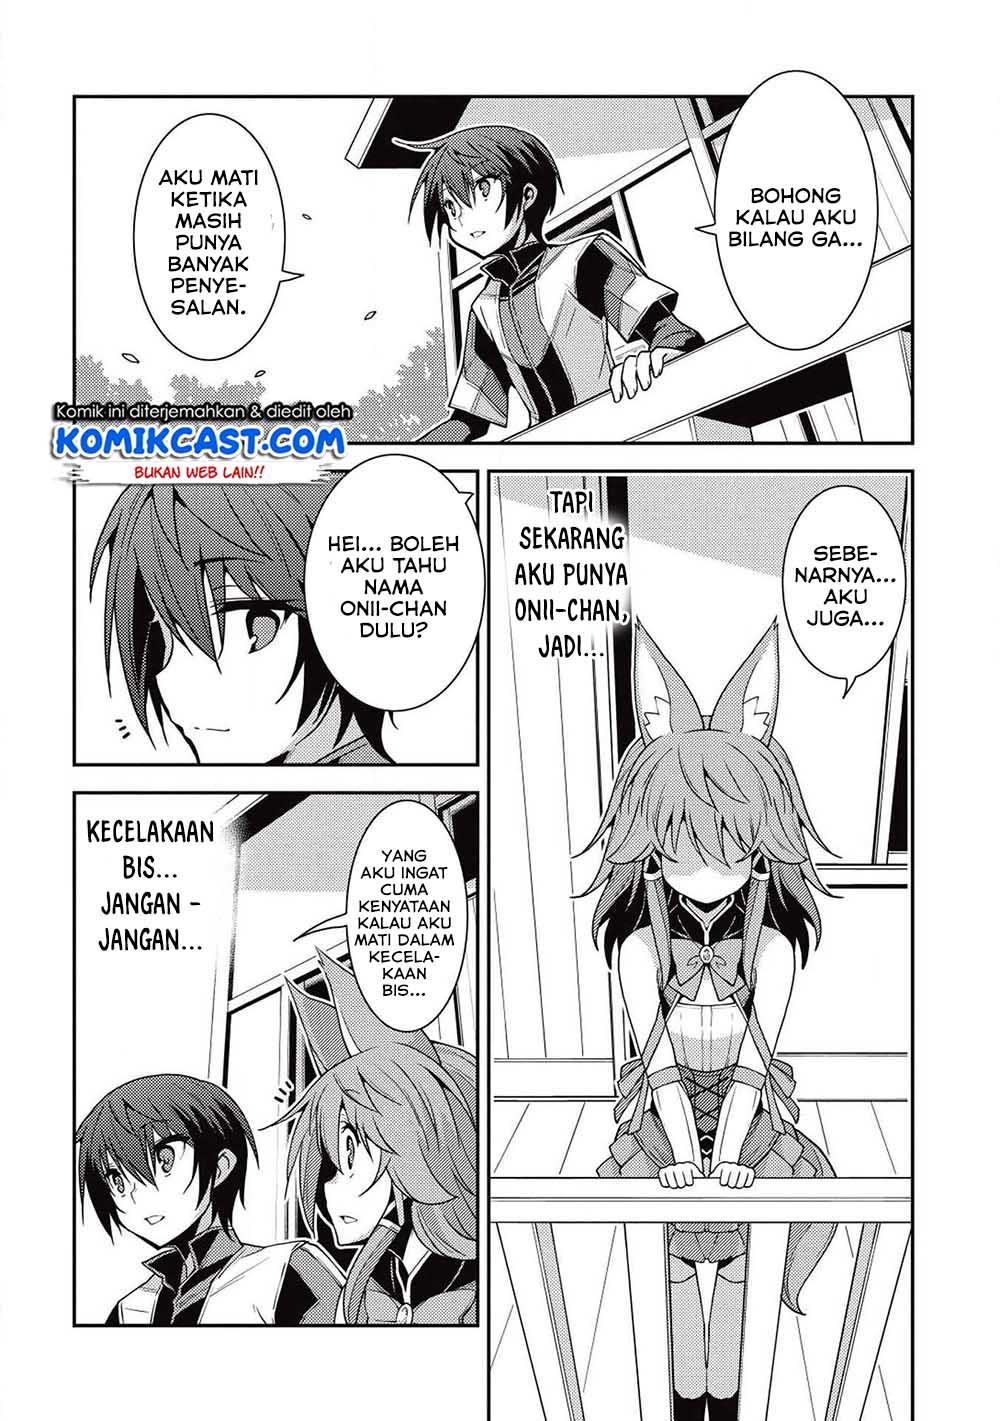 BOHONG
KALAU AKU
BILANG GA...
AKU MATI
KETIKA
MASIH
PUNYA
BANYAK
PENYE-
SALAN.
Komik ini diterjemahkan & diedit oleh
KOMIKCAST.COM
BUKAN WEB LAIN!!
SEBE-
NARNYA...
AKU
JUGA...
TAPI
SEKARANG
AKU PUNYA
ONII-CHAN,
JADI...
HEI... BOLEH
AKU TAHU
NAMA
ONII-CHAN
DULU?
YANG
AKU INGAT
CUMA
KENYATAAN
KALAU AKU
MATI DALAM
KECELA-
KAAN
BIS...
KECELAKAAN
BIS...
JANGAN -
JANGAN...